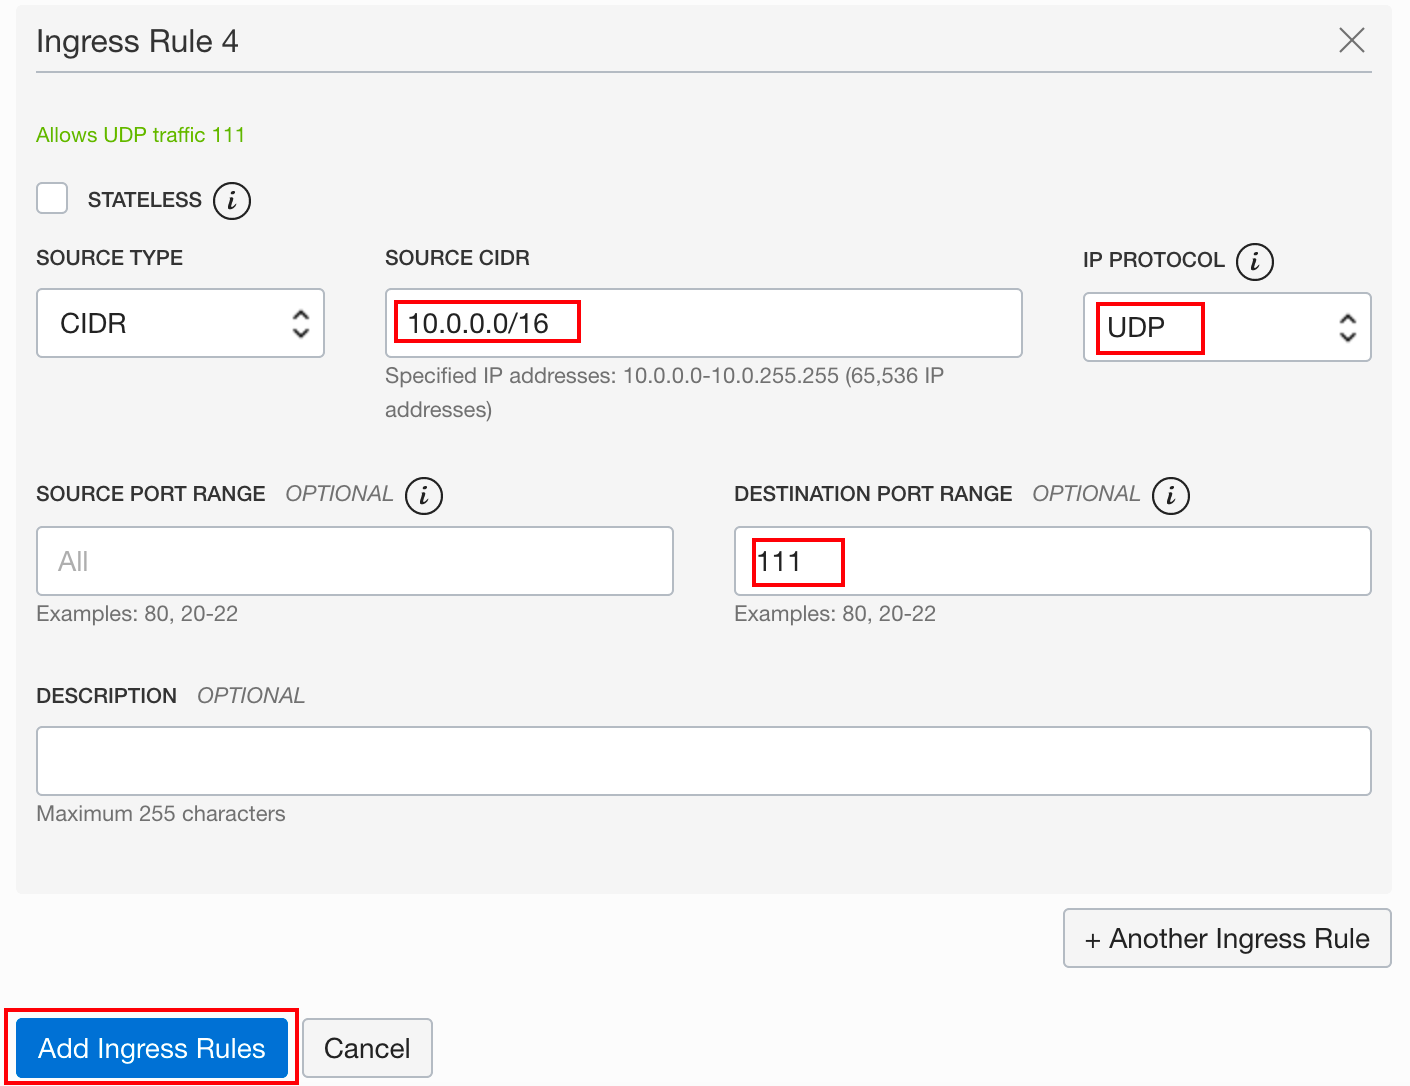 Ingress Rule 4
Allows UDP traffic 111
STATELESS i
SOURCE TYPE
CIDR
SOURCE CIDR
10.0.0.0/16
Specified IP addresses: 10.0.0.0-10.0.255.255 (65,536 IP
addresses)
IP PROTOCOL i
UDP
SOURCE PORT RANGE OPTIONAL i
All
Examples: 80, 20-22
DESTINATION PORT RANGE OPTIONAL i
111
Examples: 80, 20-22
DESCRIPTION OPTIONAL
Maximum 255 characters
+ Another Ingress Rule
Add Ingress Rules
Cancel